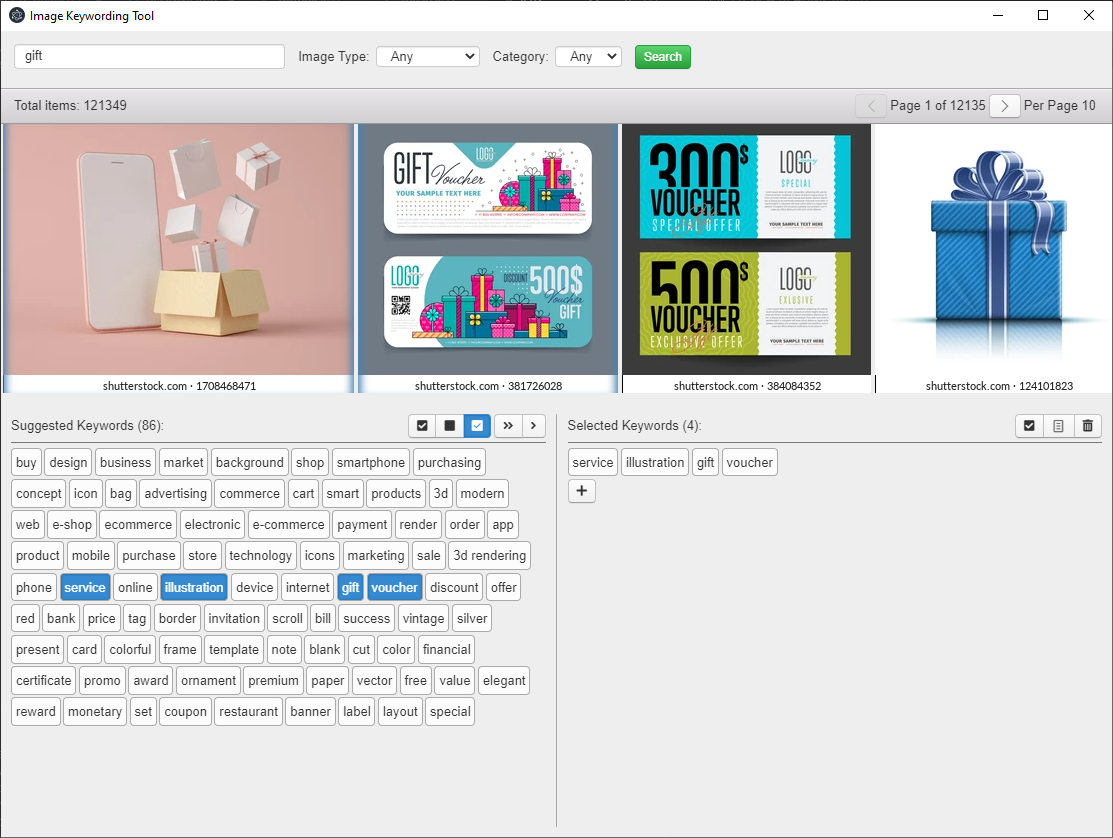 Image Keywording Tool
gift Image Type: Any Category: Any Search
Total items: 121349 Page 1 of 12135 Per Page 10
GIFT Voucher
LOGO
YOUR SAMPLE TEXT HERE
LOGO
DISCOUNT 500$
Voucher
GIFT
300$
VOUCHER
SPECIAL OFFER
LOGO
SPECIAL
YOUR SAMPLE TEXT HERE
500$
VOUCHER
EXCLUSIVE OFFER
LOGO
EXLUSIVE
YOUR SAMPLE TEXT HERE
shutterstock.com · 1708468471 shutterstock.com · 381726028 shutterstock.com · 384084352 shutterstock.com · 124101823
Suggested Keywords (86):
buy design business market background shop smartphone purchasing
concept icon bag advertising commerce cart smart products 3d modern
web e-shop ecommerce electronic e-commerce payment render order app
product mobile purchase store technology icons marketing sale 3d rendering
phone service online illustration device internet gift voucher discount offer
red bank price tag border invitation scroll bill success vintage silver
present card colorful frame template note blank cut color financial
certificate promo award ornament premium paper vector free value elegant
reward monetary set coupon restaurant banner label layout special
Selected Keywords (4):
service illustration gift voucher
+